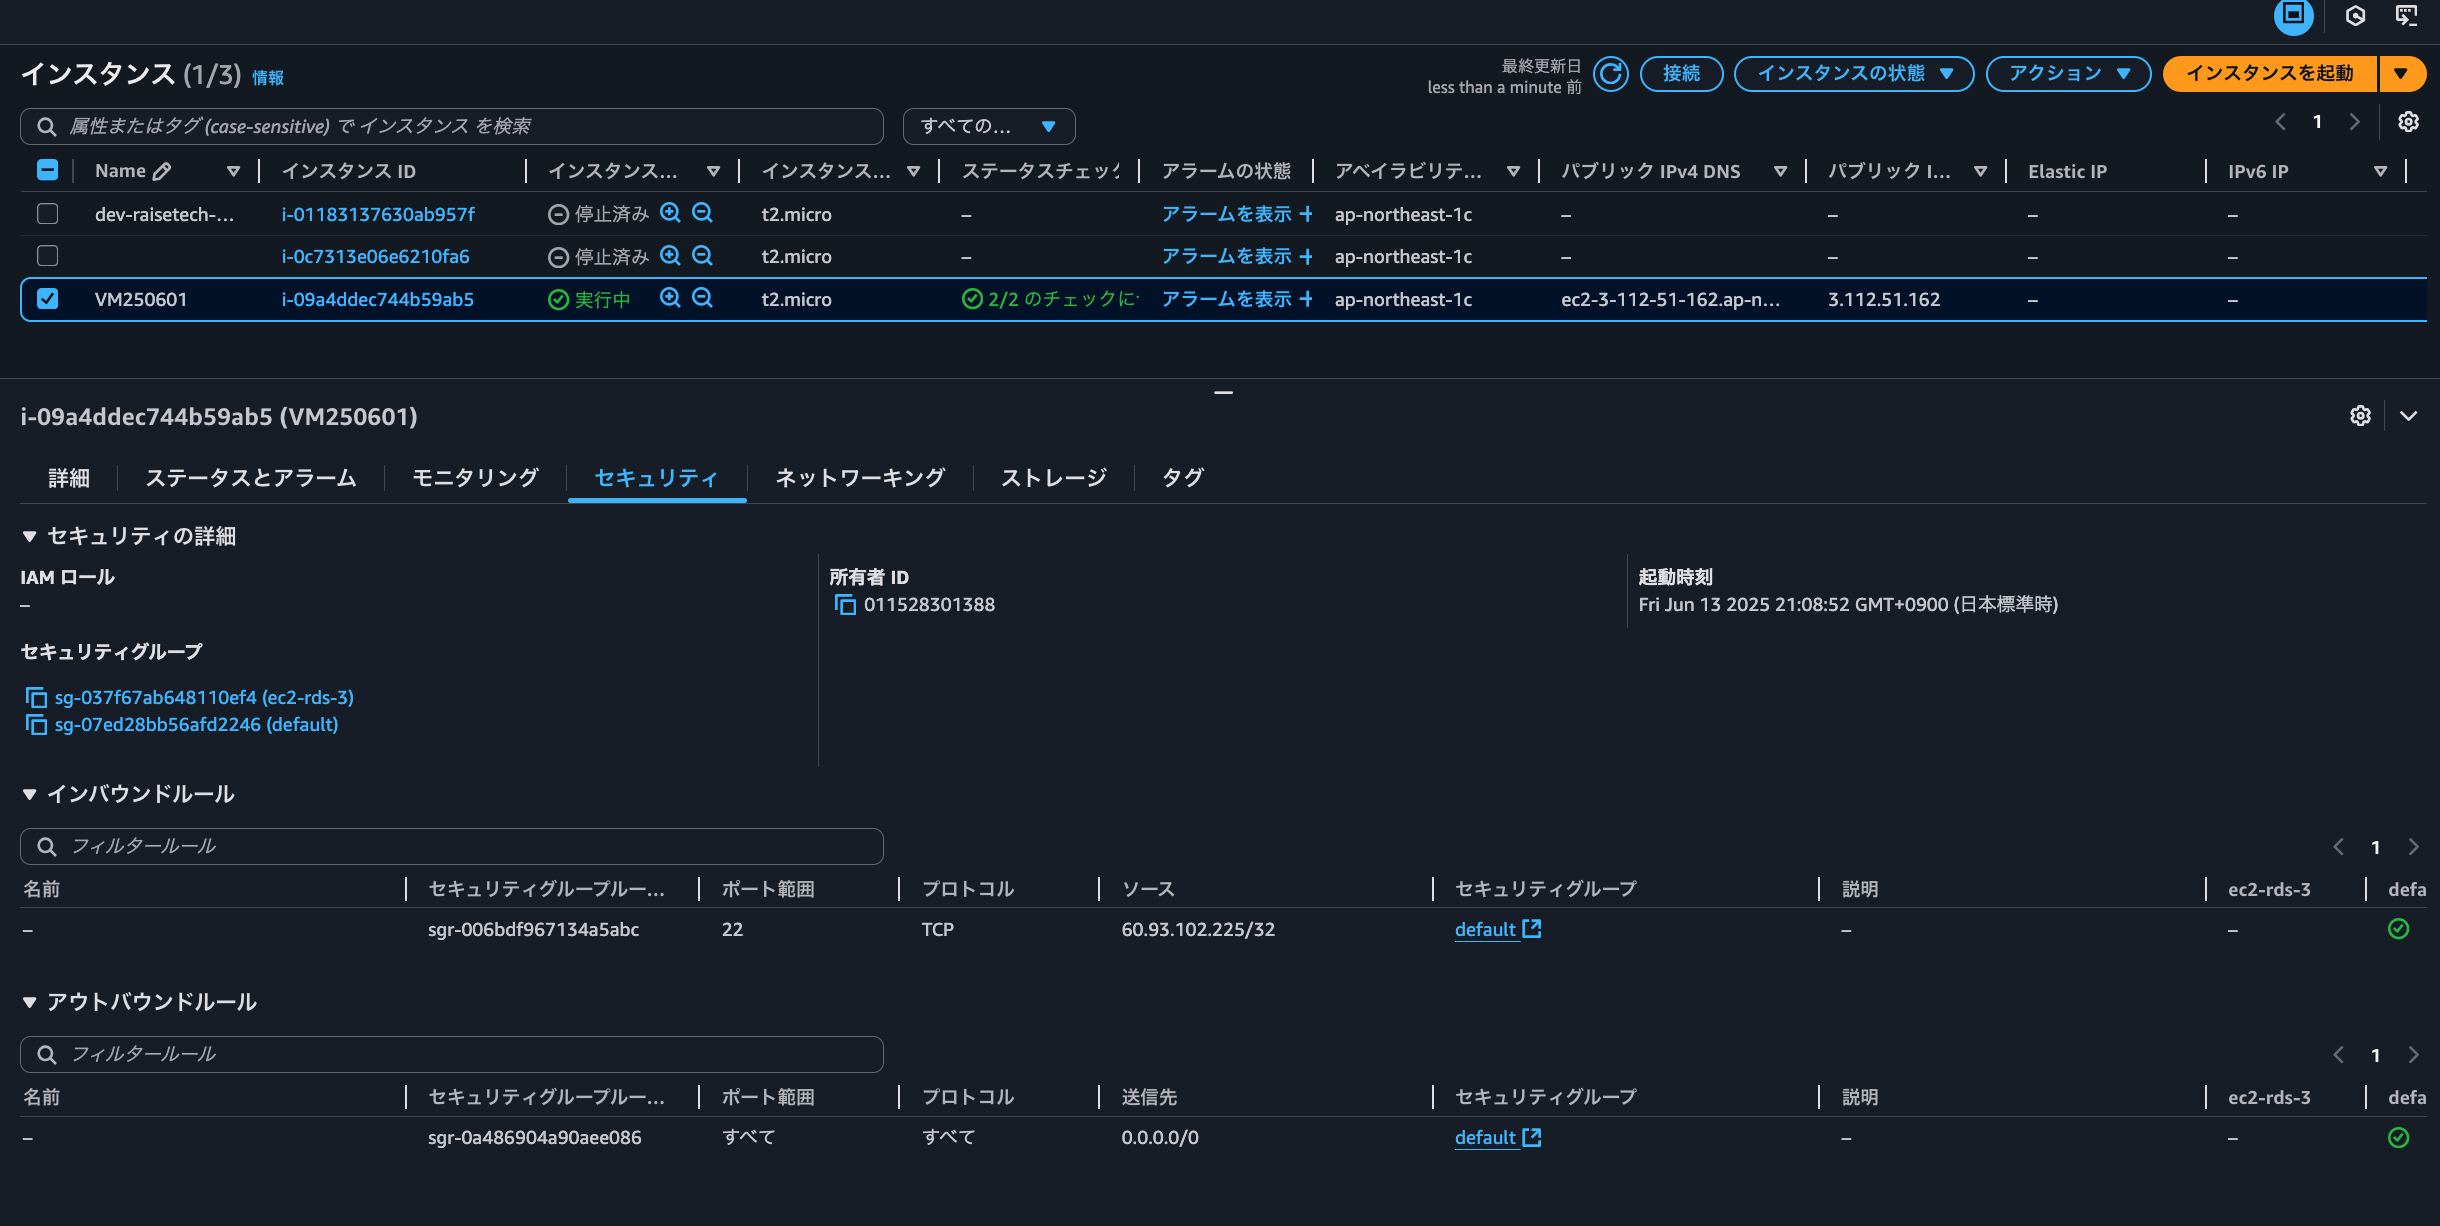 インスタンス (1/3) 情報
最終更新日
less than a minute 前
接続
インスタンスの状態
アクション
インスタンスを起動
属性またはタグ (case-sensitive) で インスタンス を検索
すべての...
1
Name インスタンス ID インスタンス... インスタンス... ステータスチェック アラームの状態 アベイラビリテ... パブリック IPv4 DNS パブリック I... Elastic IP IPv6 IP
dev-raisetech-... i-01183137630ab957f 停止済み t2.micro – アラームを表示 + ap-northeast-1c – – – –
i-0c7313e06e6210fa6 停止済み t2.micro – アラームを表示 + ap-northeast-1c – – – –
VM250601 i-09a4ddec744b59ab5 実行中 t2.micro 2/2 のチェックに アラームを表示 + ap-northeast-1c ec2-3-112-51-162.ap-n... 3.112.51.162 – –
i-09a4ddec744b59ab5 (VM250601)
詳細 ステータスとアラーム モニタリング セキュリティ ネットワーキング ストレージ タグ
セキュリティの詳細
IAM ロール
–
所有者 ID
011528301388
起動時刻
Fri Jun 13 2025 21:08:52 GMT+0900 (日本標準時)
セキュリティグループ
sg-037f67ab648110ef4 (ec2-rds-3)
sg-07ed28bb56afd2246 (default)
インバウンドルール
フィルタールール
1
名前 セキュリティグループルー... ポート範囲 プロトコル ソース セキュリティグループ 説明 ec2-rds-3 defa
– sgr-006bdf967134a5abc 22 TCP 60.93.102.225/32 default – –
アウトバウンドルール
フィルタールール
1
名前 セキュリティグループルー... ポート範囲 プロトコル 送信先 セキュリティグループ 説明 ec2-rds-3 defa
– sgr-0a486904a90aee086 すべて すべて 0.0.0.0/0 default – –